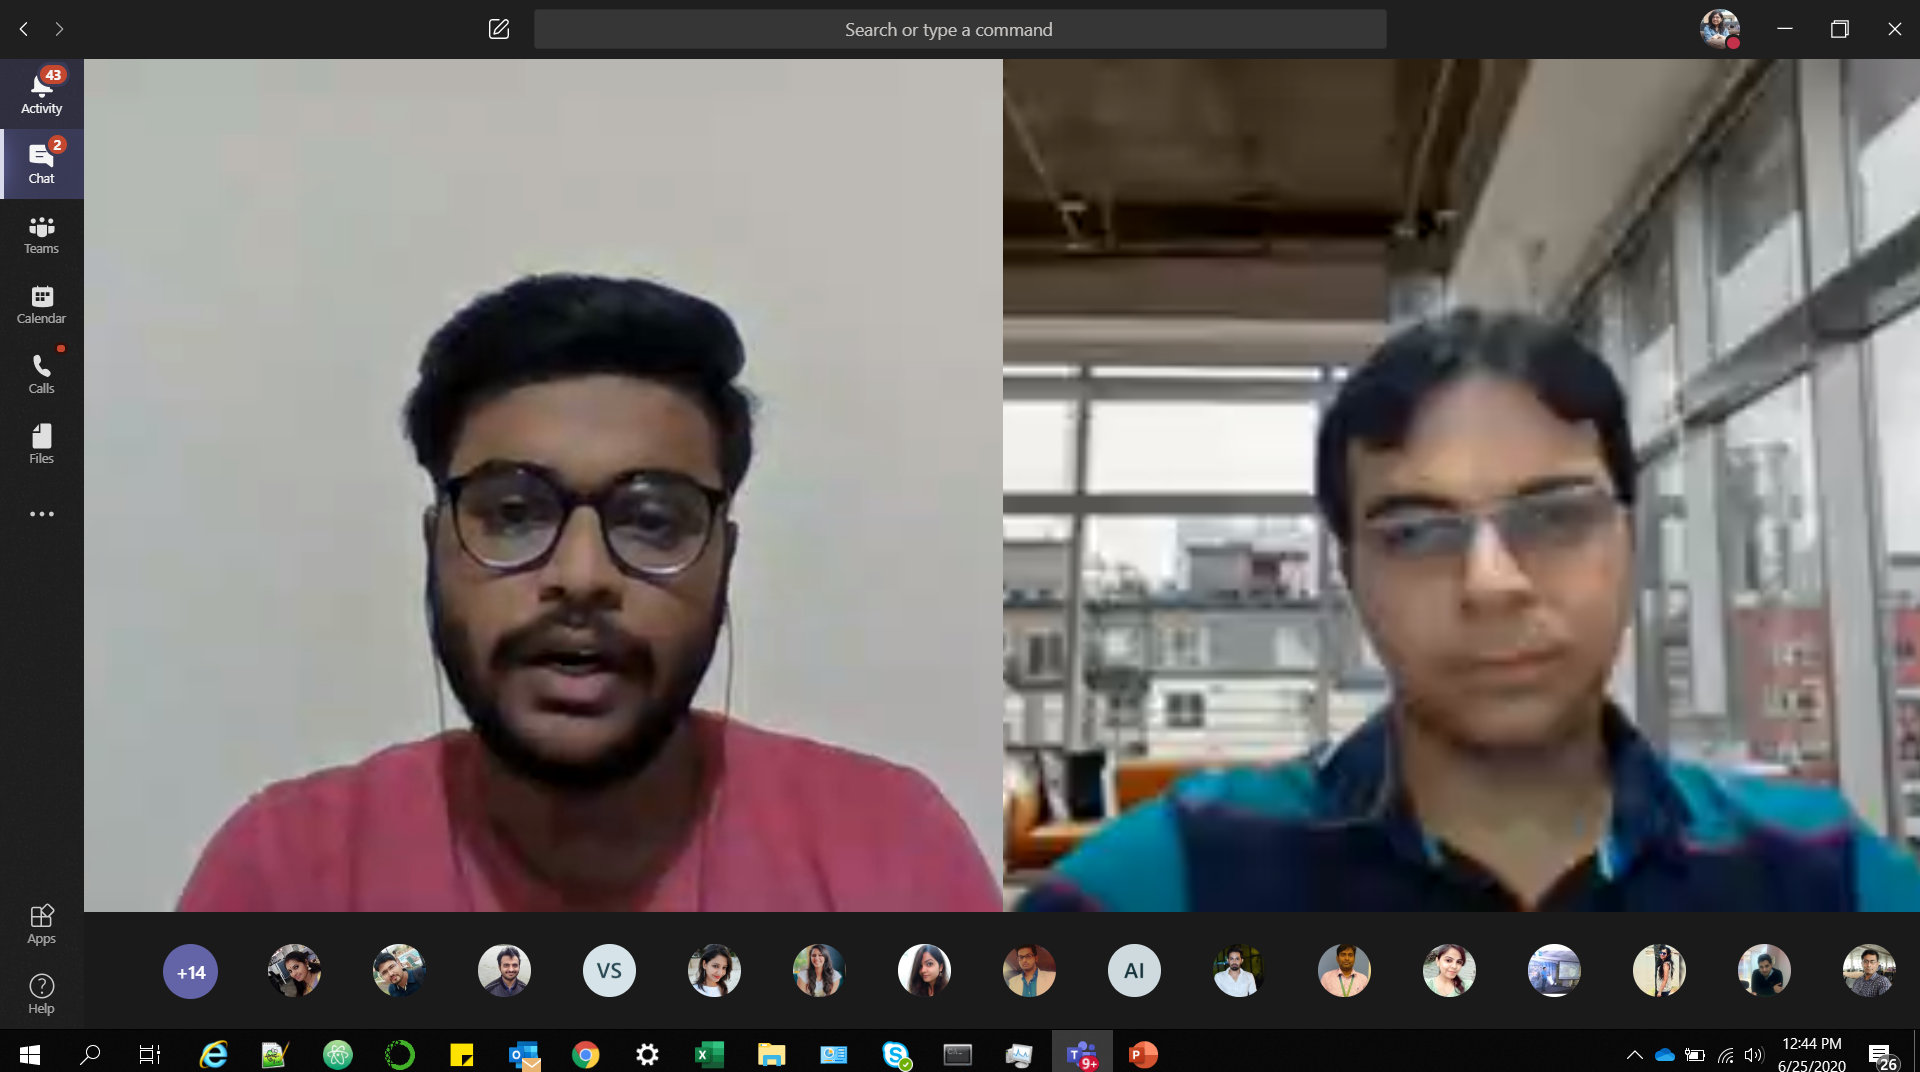 Search or type a command
43
Activity
2
Chat
Teams
Calendar
Calls
Files
Apps
?
Help
+14
VS
AI
e
O
X
S
C:\.
T
9+
P
12:44 PM
6/25/2020
26